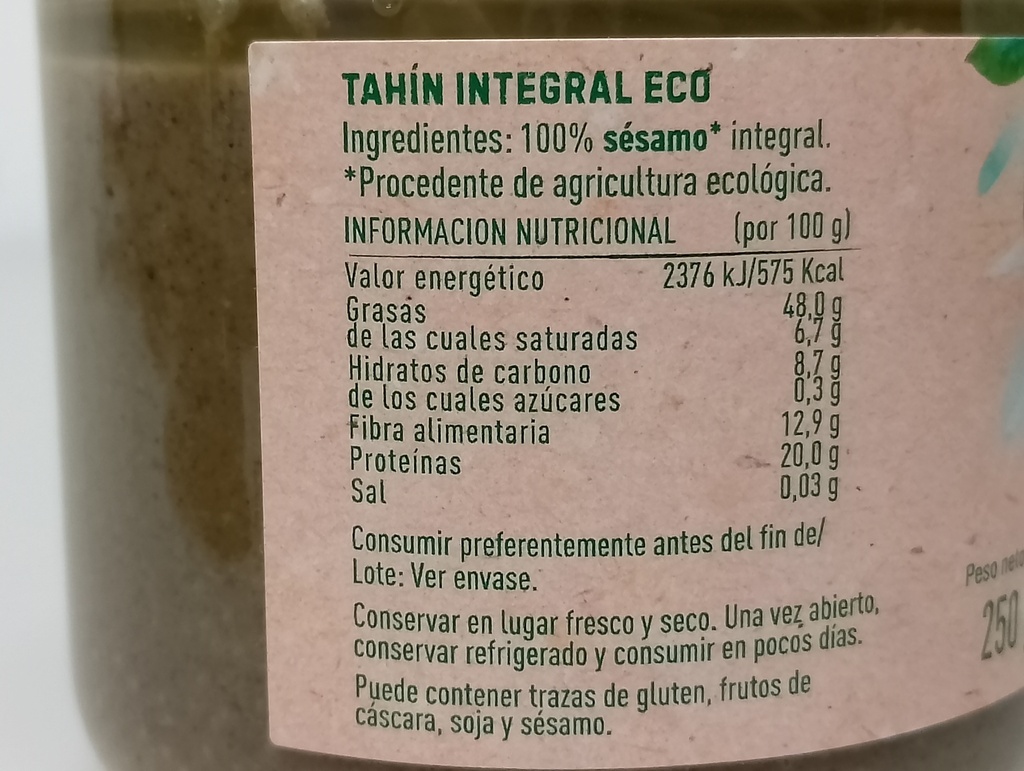 TAHÍN INTEGRAL ECO
Ingredientes: 100% sésamo* integral.
*Procedente de agricultura ecológica.
INFORMACION NUTRICIONAL (por 100 g)
Valor energético 2376 kJ/575 Kcal
Grasas 48,0 g
de las cuales saturadas 6,7 g
Hidratos de carbono 8,7 g
de los cuales azúcares 0,3 g
Fibra alimentaria 12,9 g
Proteínas 20,0 g
Sal 0,03 g
Consumir preferentemente antes del fin de/
Lote: Ver envase.
Conservar en lugar fresco y seco. Una vez abierto,
conservar refrigerado y consumir en pocos días.
Puede contener trazas de gluten, frutos de
cáscara, soja y sésamo.
Peso neto
250